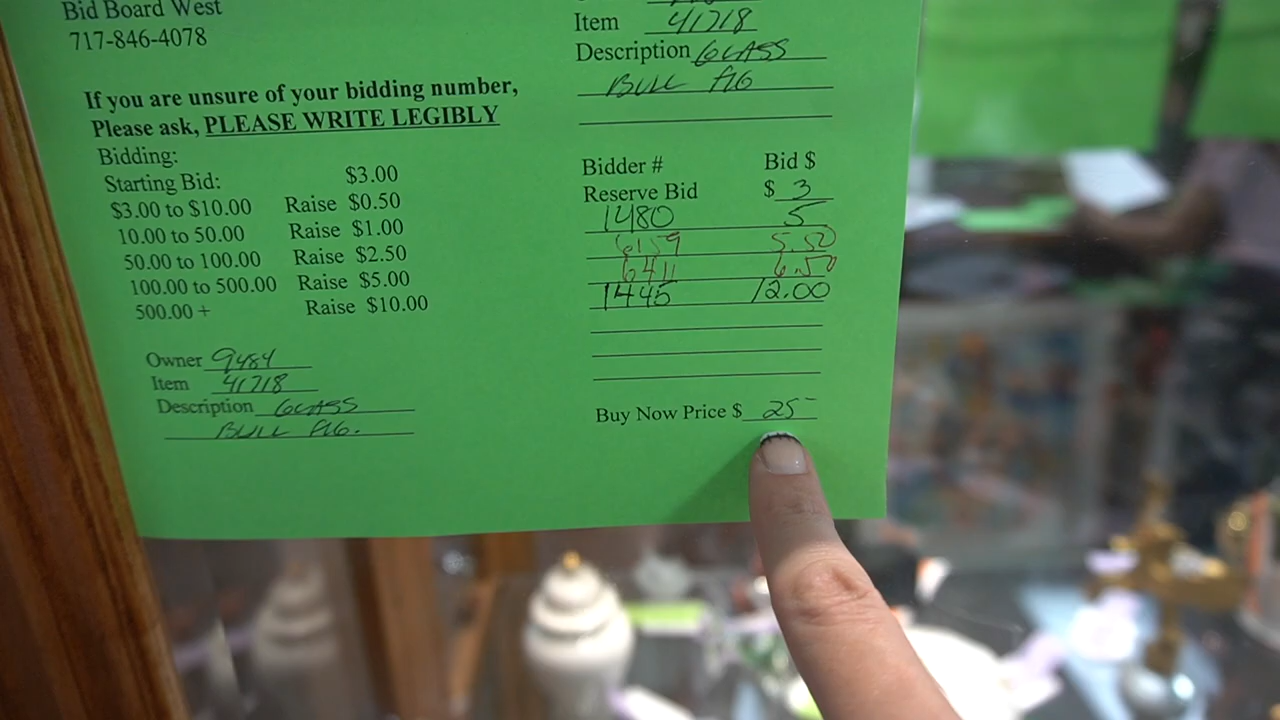 Bid Board West
717-846-4078
If you are unsure of your bidding number,
Please ask, PLEASE WRITE LEGIBLY
Bidding:
Starting Bid: $3.00
$3.00 to $10.00 Raise $0.50
10.00 to 50.00 Raise $1.00
50.00 to 100.00 Raise $2.50
100.00 to 500.00 Raise $5.00
500.00 + Raise $10.00
Owner 9484
Item 41718
Description GLASS
BULL FIG.
Item 41718
Description GLASS
BULL FIG
Bidder # Bid $
Reserve Bid $ 3
1480 5
6159 5.50
6411 6.50
1445 12.00
Buy Now Price $ 25-